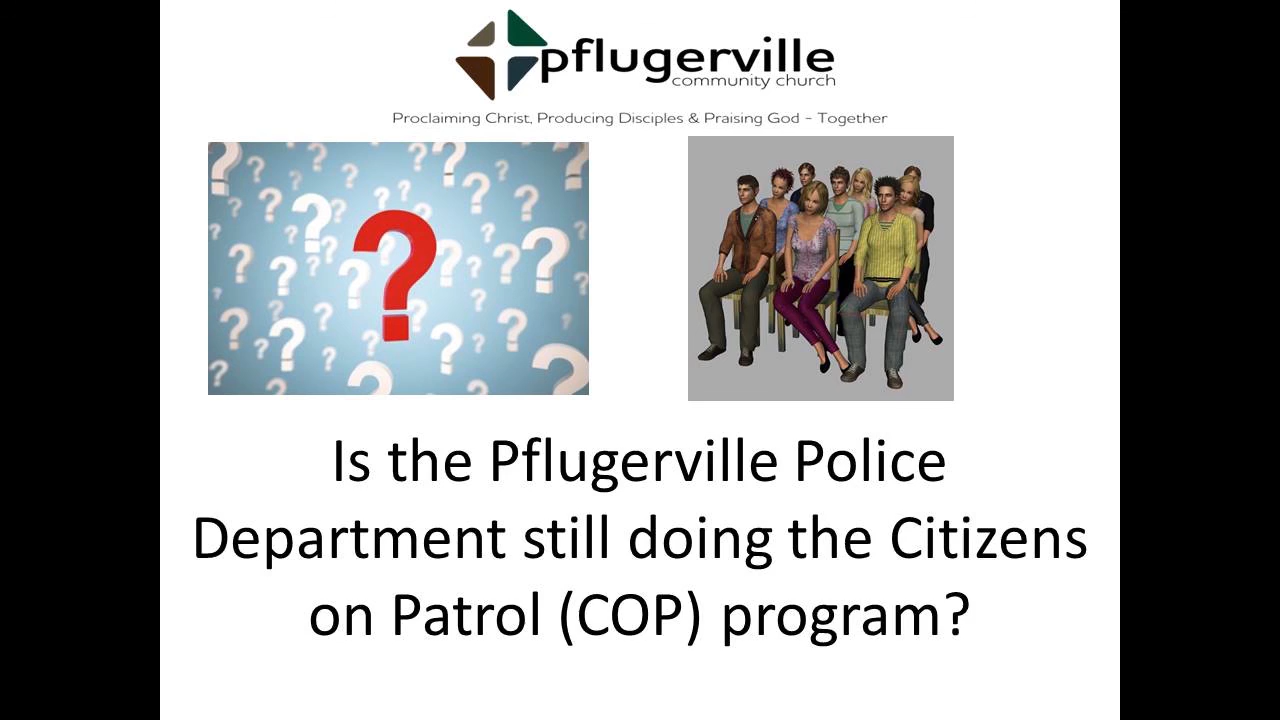 pflugerville
community church
Proclaiming Christ, Producing Disciples & Praising God - Together
Is the Pflugerville Police
Department still doing the Citizens
on Patrol (COP) program?